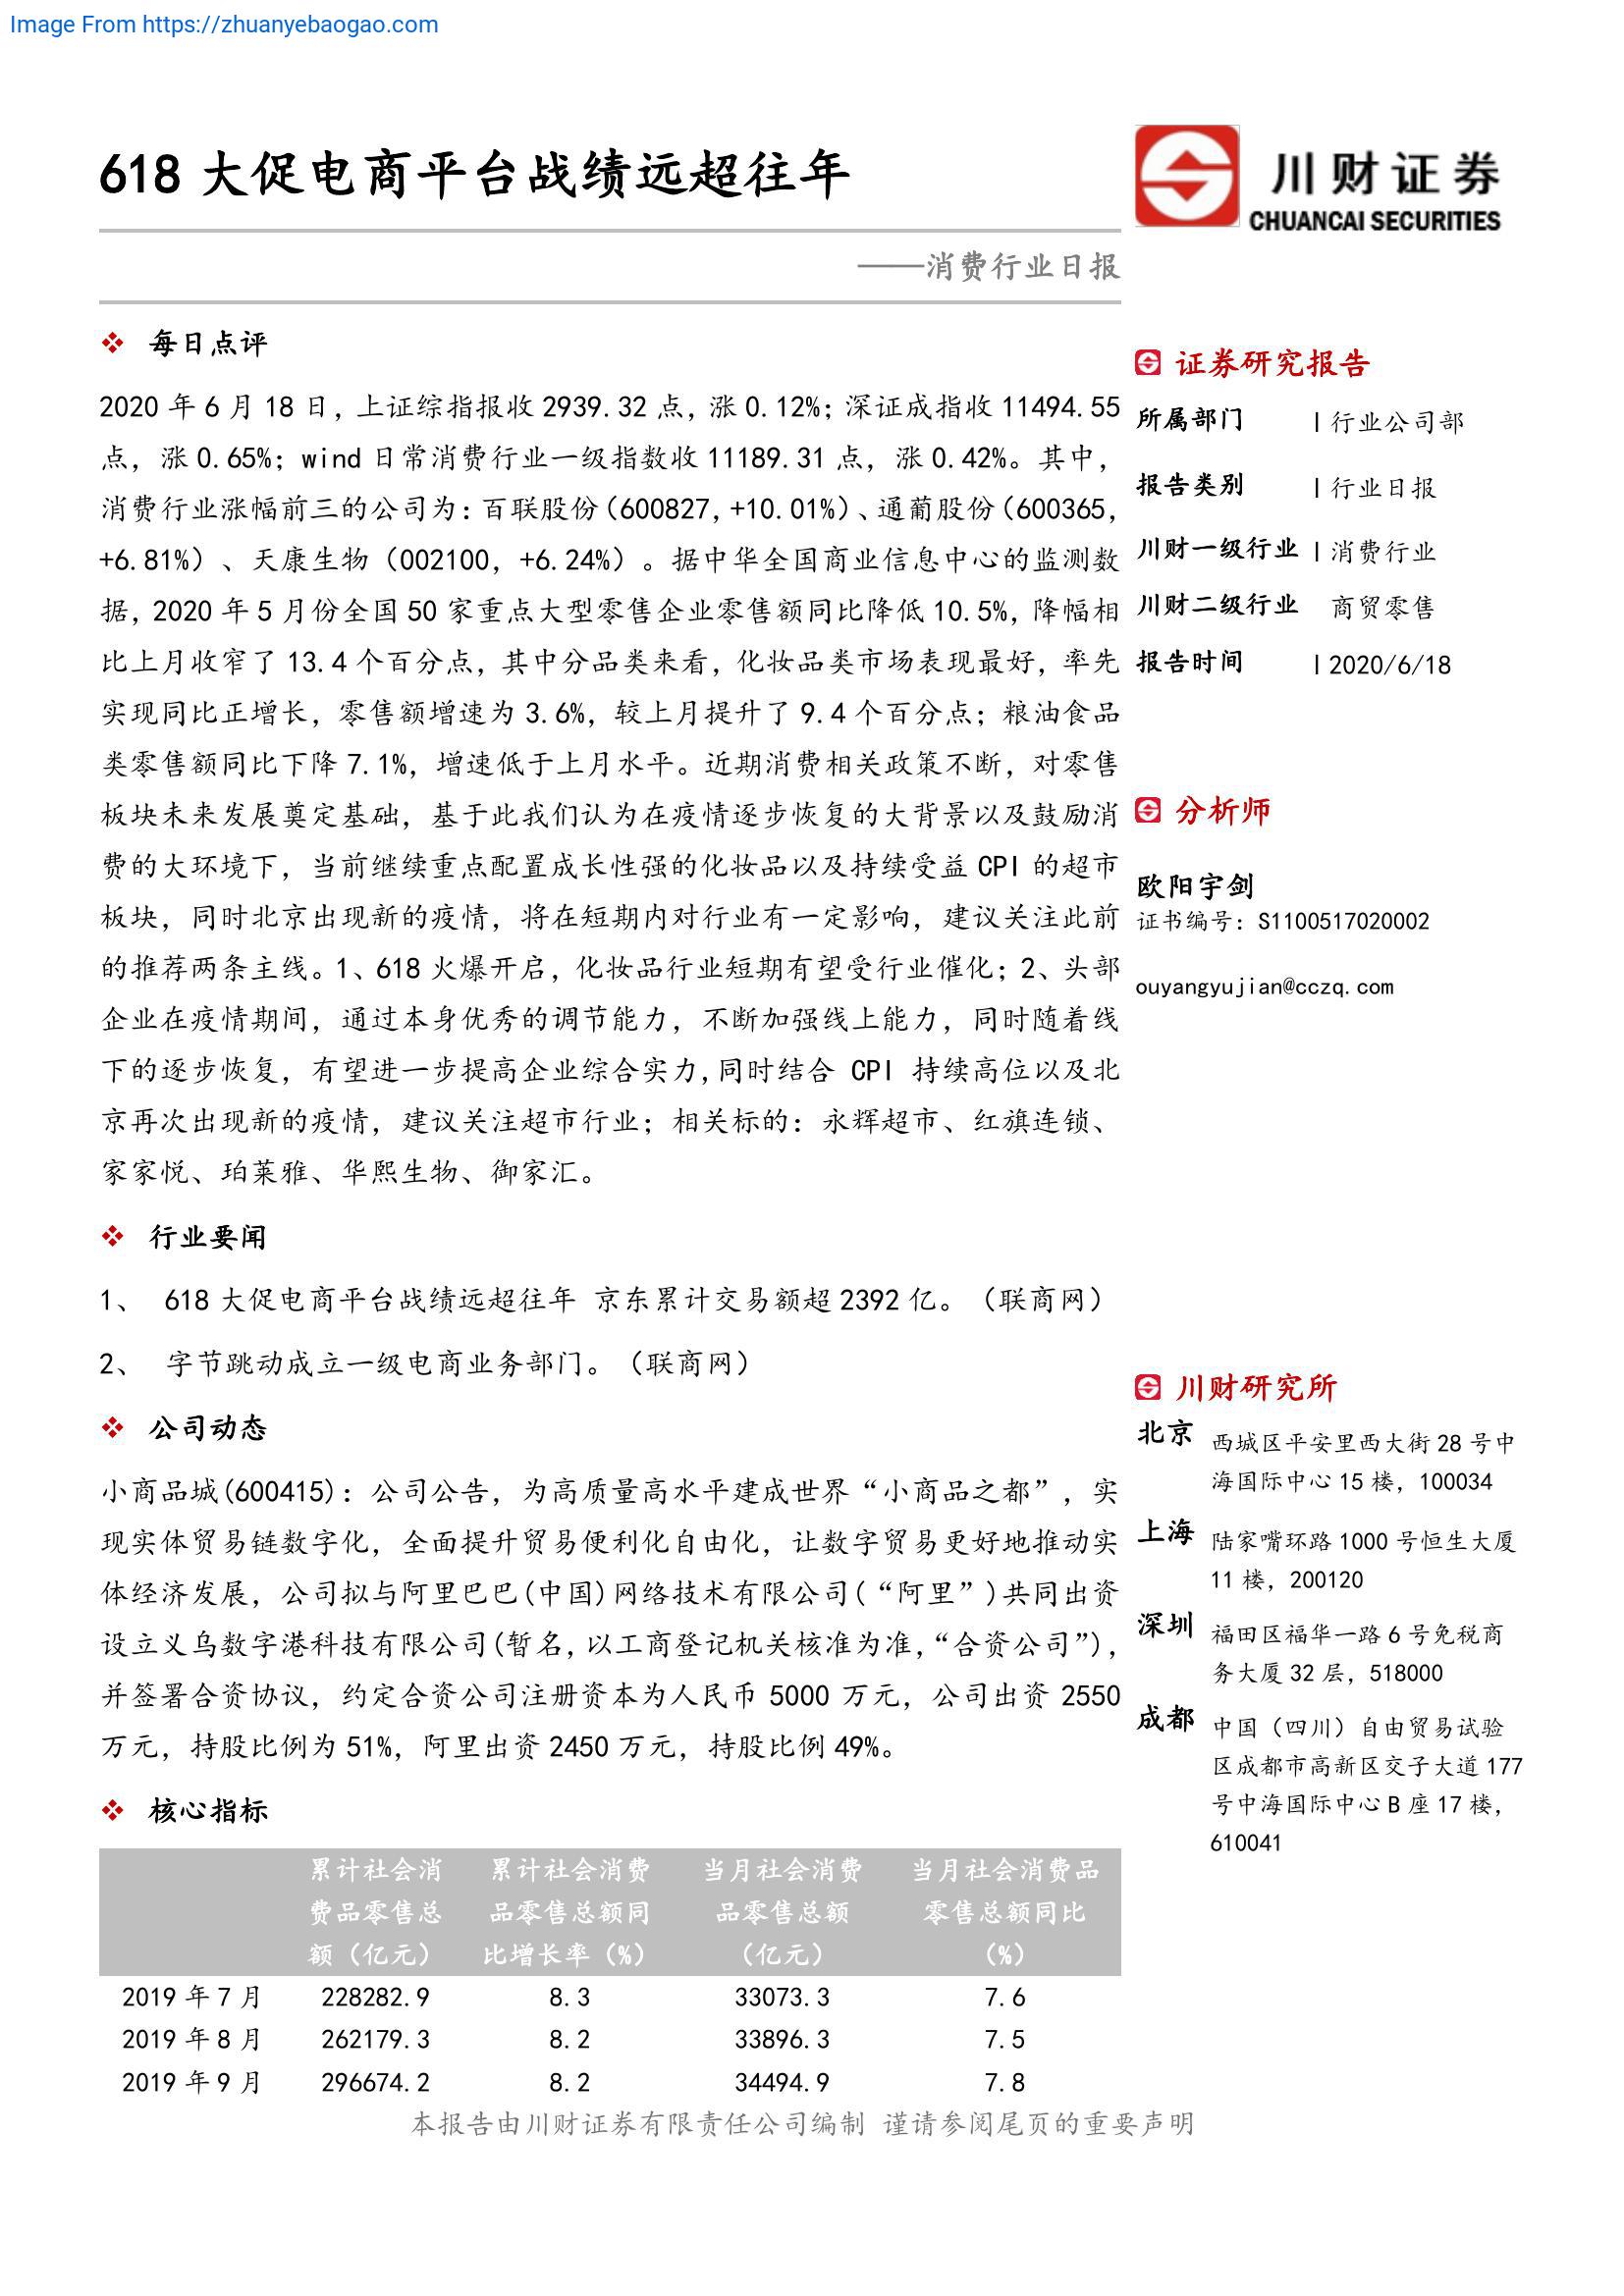 Image From https://zhuanyebaogao.com
618 大促电商平台战绩远超往年
——消费行业日报
川财证券
CHUANCAI SECURITIES
每日点评
2020 年 6 月 18 日，上证综指报收 2939.32 点，涨 0.12%；深证成指收 11494.55
点，涨 0.65%；wind 日常消费行业一级指数收 11189.31 点，涨 0.42%。其中，
消费行业涨幅前三的公司为：百联股份（600827，+10.01%）、通葡股份（600365，
+6.81%）、天康生物（002100，+6.24%）。据中华全国商业信息中心的监测数
据，2020 年 5 月份全国 50 家重点大型零售企业零售额同比降低 10.5%，降幅相
比上月收窄了 13.4 个百分点，其中分品类来看，化妆品类市场表现最好，率先
实现同比正增长，零售额增速为 3.6%，较上月提升了 9.4 个百分点；粮油食品
类零售额同比下降 7.1%，增速低于上月水平。近期消费相关政策不断，对零售
板块未来发展奠定基础，基于此我们认为在疫情逐步恢复的大背景以及鼓励消
费的大环境下，当前继续重点配置成长性强的化妆品以及持续受益 CPI 的超市
板块，同时北京出现新的疫情，将在短期内对行业有一定影响，建议关注此前
的推荐两条主线。1、618 火爆开启，化妆品行业短期有望受行业催化；2、头部
企业在疫情期间，通过本身优秀的调节能力，不断加强线上能力，同时随着线
下的逐步恢复，有望进一步提高企业综合实力,同时结合 CPI 持续高位以及北
京再次出现新的疫情，建议关注超市行业；相关标的：永辉超市、红旗连锁、
家家悦、珀莱雅、华熙生物、御家汇。
行业要闻
1、 618 大促电商平台战绩远超往年 京东累计交易额超 2392 亿。（联商网）
2、 字节跳动成立一级电商业务部门。（联商网）
公司动态
小商品城(600415)：公司公告，为高质量高水平建成世界“小商品之都”，实
现实体贸易链数字化，全面提升贸易便利化自由化，让数字贸易更好地推动实
体经济发展，公司拟与阿里巴巴(中国)网络技术有限公司(“阿里”)共同出资
设立义乌数字港科技有限公司(暂名,以工商登记机关核准为准,“合资公司”),
并签署合资协议，约定合资公司注册资本为人民币 5000 万元，公司出资 2550
万元，持股比例为 51%，阿里出资 2450 万元，持股比例 49%。
核心指标
累计社会消费品零售总额（亿元） 累计社会消费品零售总额同比增长率（%） 当月社会消费品零售总额（亿元） 当月社会消费品零售总额同比（%）
2019 年 7 月 228282.9 8.3 33073.3 7.6
2019 年 8 月 262179.3 8.2 33896.3 7.5
2019 年 9 月 296674.2 8.2 34494.9 7.8
证券研究报告
所属部门 | 行业公司部
报告类别 | 行业日报
川财一级行业 | 消费行业
川财二级行业 商贸零售
报告时间 | 2020/6/18
分析师
欧阳宇剑
证书编号：S1100517020002
ouyangyujian@cczq.com
川财研究所
北京 西城区平安里西大街 28 号中
海国际中心 15 楼，100034
上海 陆家嘴环路 1000 号恒生大厦
11 楼，200120
深圳 福田区福华一路 6 号免税商
务大厦 32 层，518000
成都 中国（四川）自由贸易试验
区成都市高新区交子大道 177
号中海国际中心 B 座 17 楼，
610041
本报告由川财证券有限责任公司编制 谨请参阅尾页的重要声明